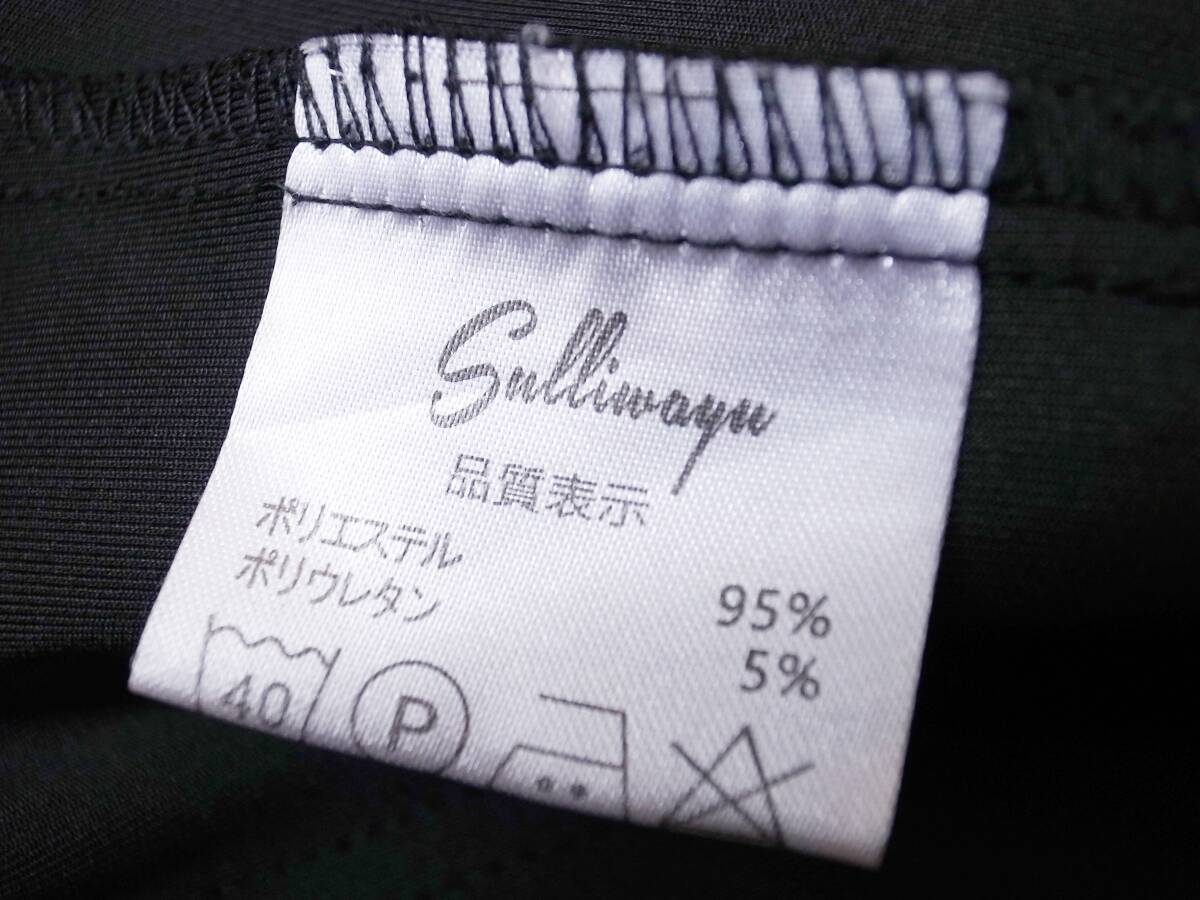 Sulliwayu
品質表示
ポリエステル 95%
ポリウレタン 5%
40 P